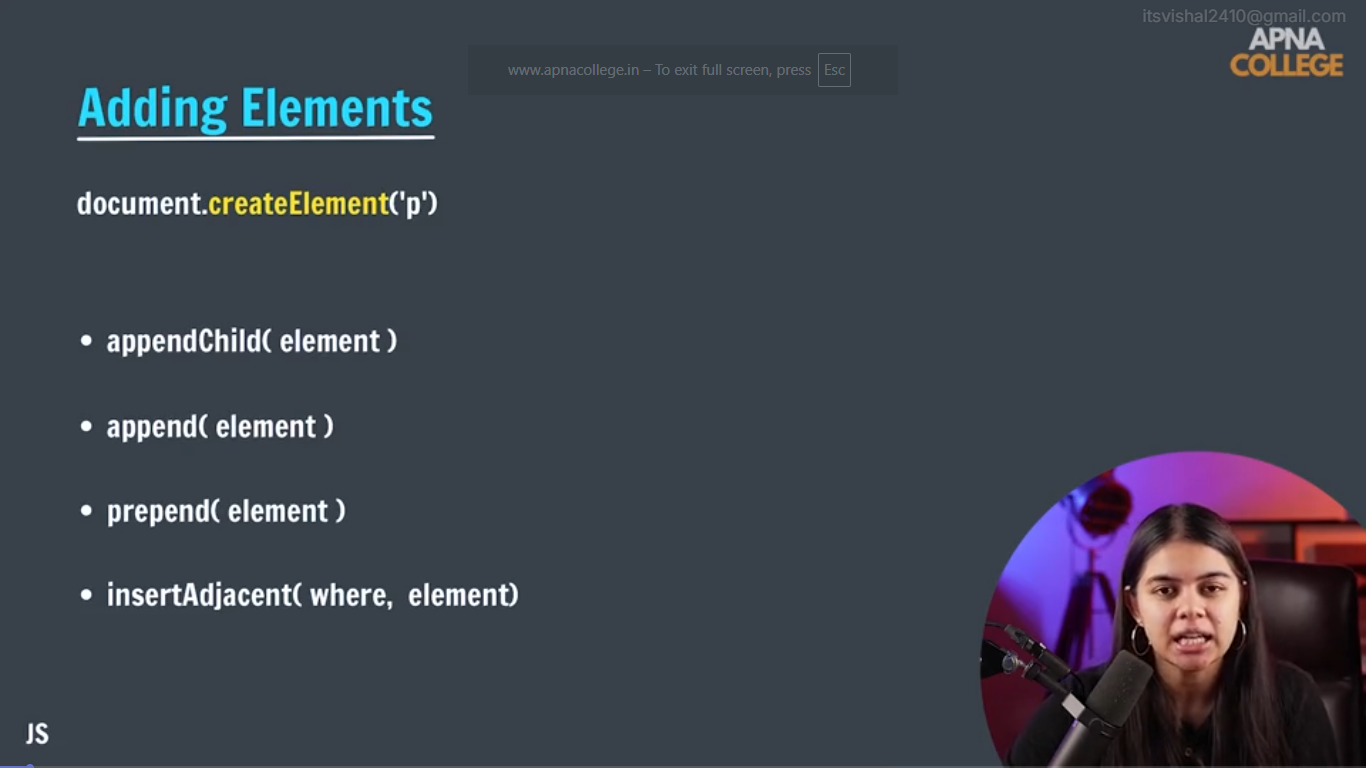 itsvishal2410@gmail.com
APNA
COLLEGE
www.apnacollege.in – To exit full screen, press Esc
Adding Elements
document.createElement('p')
• appendChild( element )
• append( element )
• prepend( element )
• insertAdjacent( where, element)
JS